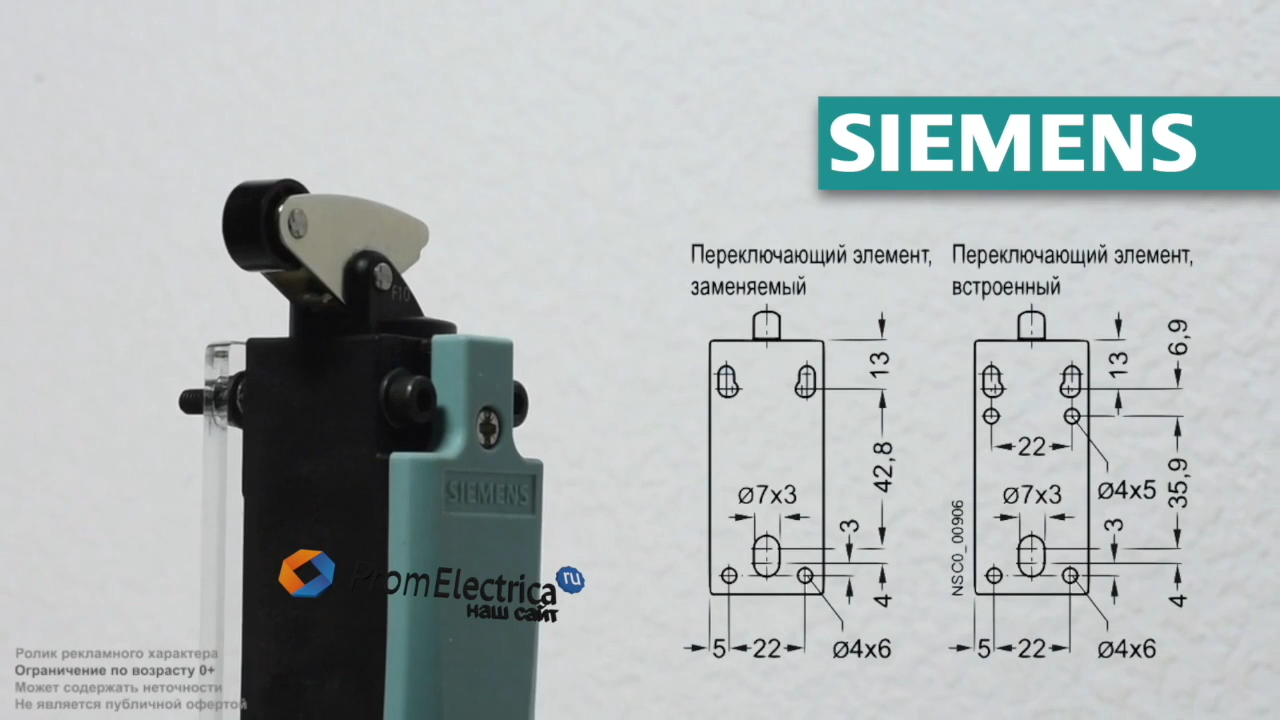 SIEMENS
Переключающий элемент,
заменяемый
13
42,8
Ø7x3
3
4
5
22
Ø4x6
Переключающий элемент,
встроенный
6,9
13
22
Ø4x5
35,9
Ø7x3
3
4
NSC0_00906
5
22
Ø4x6
F10
SIEMENS
PromElectrica
ru
наш сайт
Ролик рекламного характера
Ограничение по возрасту 0+
Может содержать неточности
Не является публичной офертой